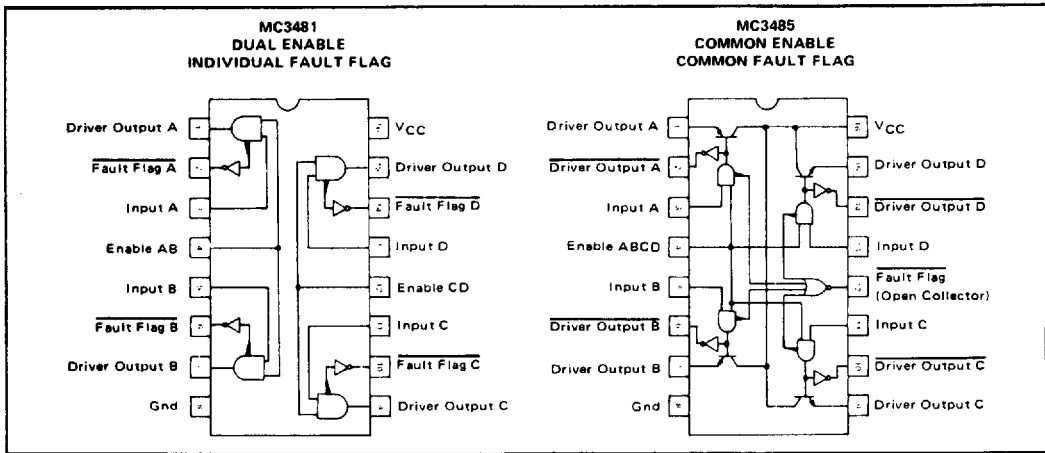 MC3481
DUAL ENABLE
INDIVIDUAL FAULT FLAG
Driver Output A
Fault Flag A
Input A
Enable AB
Input B
Fault Flag B
Driver Output B
Gnd
VCC
Driver Output D
Fault Flag D
Input D
Enable CD
Input C
Fault Flag C
Driver Output C
MC3485
COMMON ENABLE
COMMON FAULT FLAG
Driver Output A
Driver Output A
Input A
Enable ABCD
Input B
Driver Output B
Driver Output B
Gnd
VCC
Driver Output D
Driver Output D
Input D
Fault Flag
(Open Collector)
Input C
Driver Output C
Driver Output C